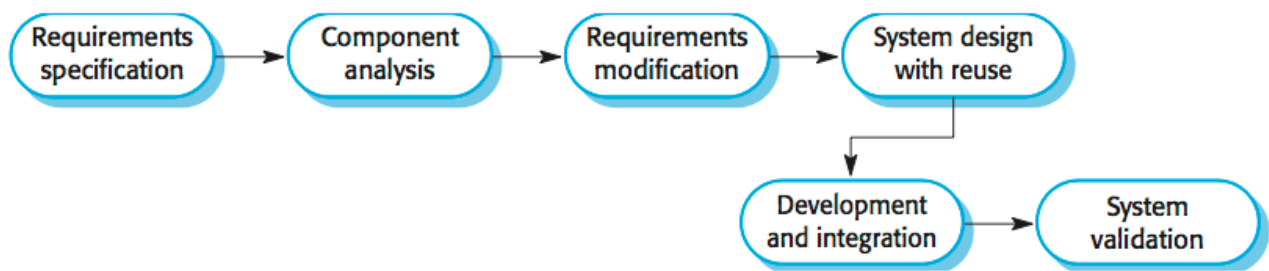 Requirements
specification
Component
analysis
Requirements
modification
System design
with reuse
Development
and integration
System
validation